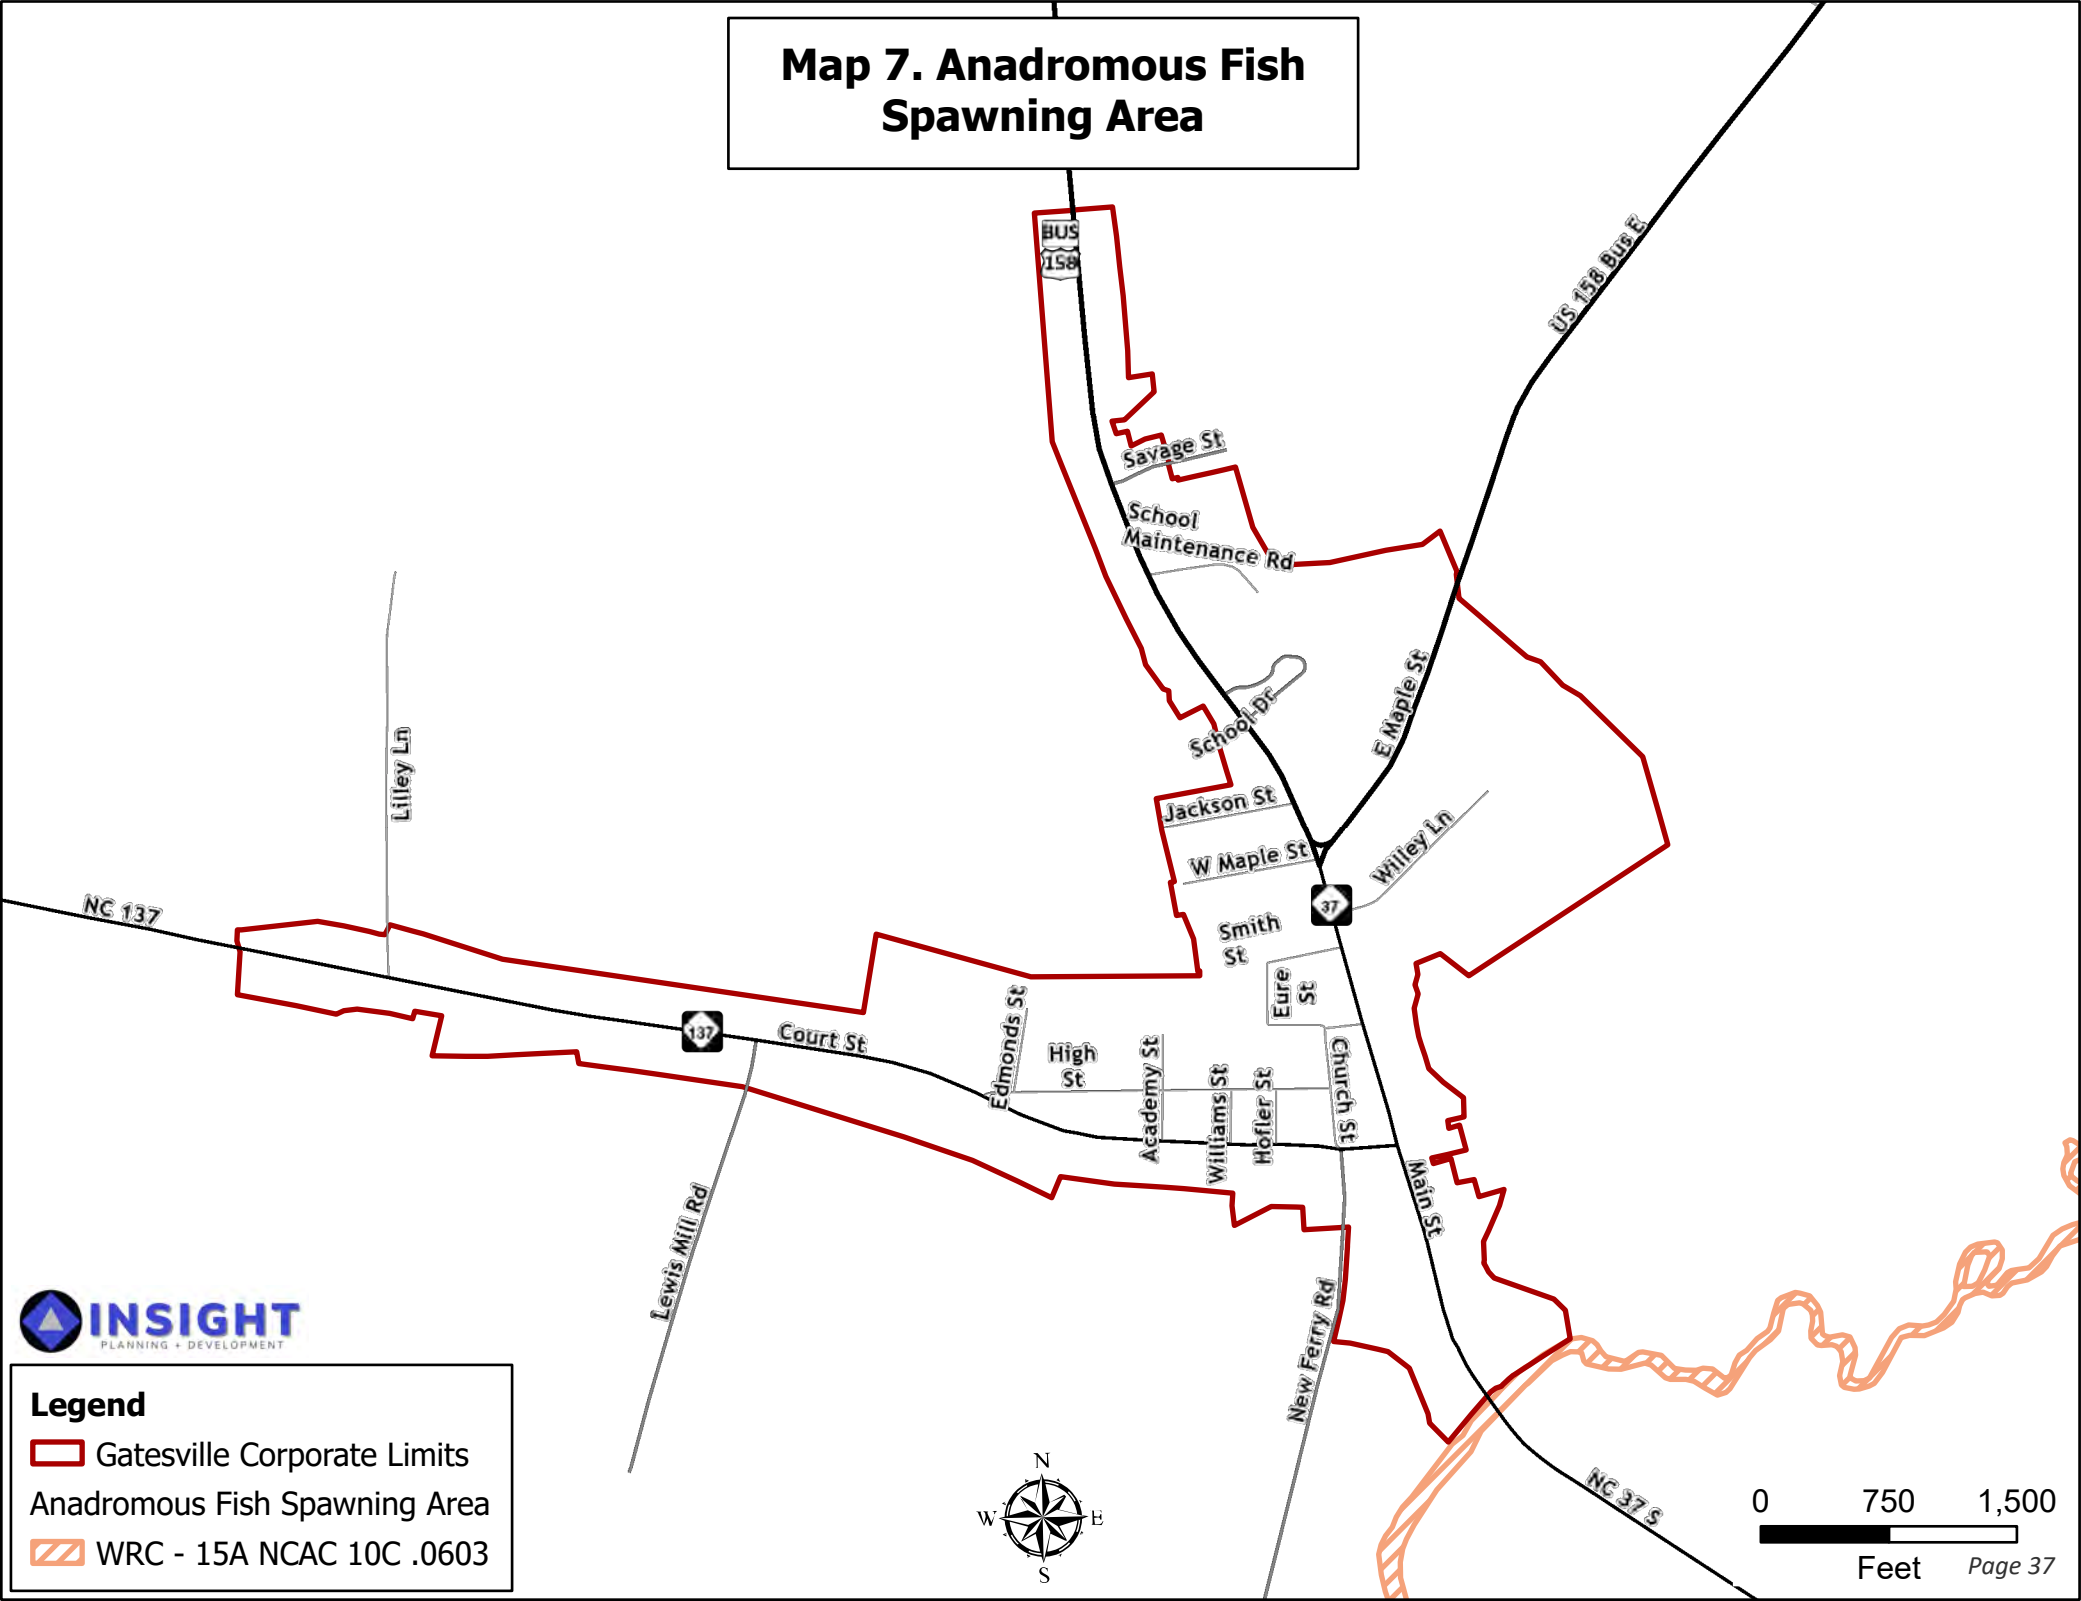 Map 7. Anadromous Fish
Spawning Area
BUS
158
US 158 Bus E
Savage St
School
Maintenance Rd
E Maple St
School Dr
Lilley Ln
Jackson St
Willey Ln
W Maple St
NC 137
37
Smith
St
Eure
St
Edmonds St
137
Court St
High
St
Academy St
Williams St
Hofler St
Church St
Main St
Lewis Mill Rd
New Ferry Rd
INSIGHT
PLANNING + DEVELOPMENT
Legend
Gatesville Corporate Limits
Anadromous Fish Spawning Area
WRC - 15A NCAC 10C .0603
N
W
E
S
NC 37 S
0 750 1,500
Feet
Page 37